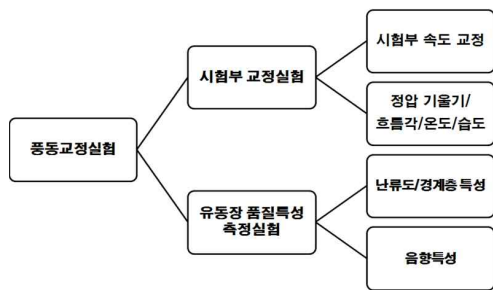 시험부 속도 교정
시험부 교정실험
정압 기울기/
흐름각/온도/습도
풍동교정실험
난류도/경계층 특성
유동장 품질특성
측정실험
음향특성